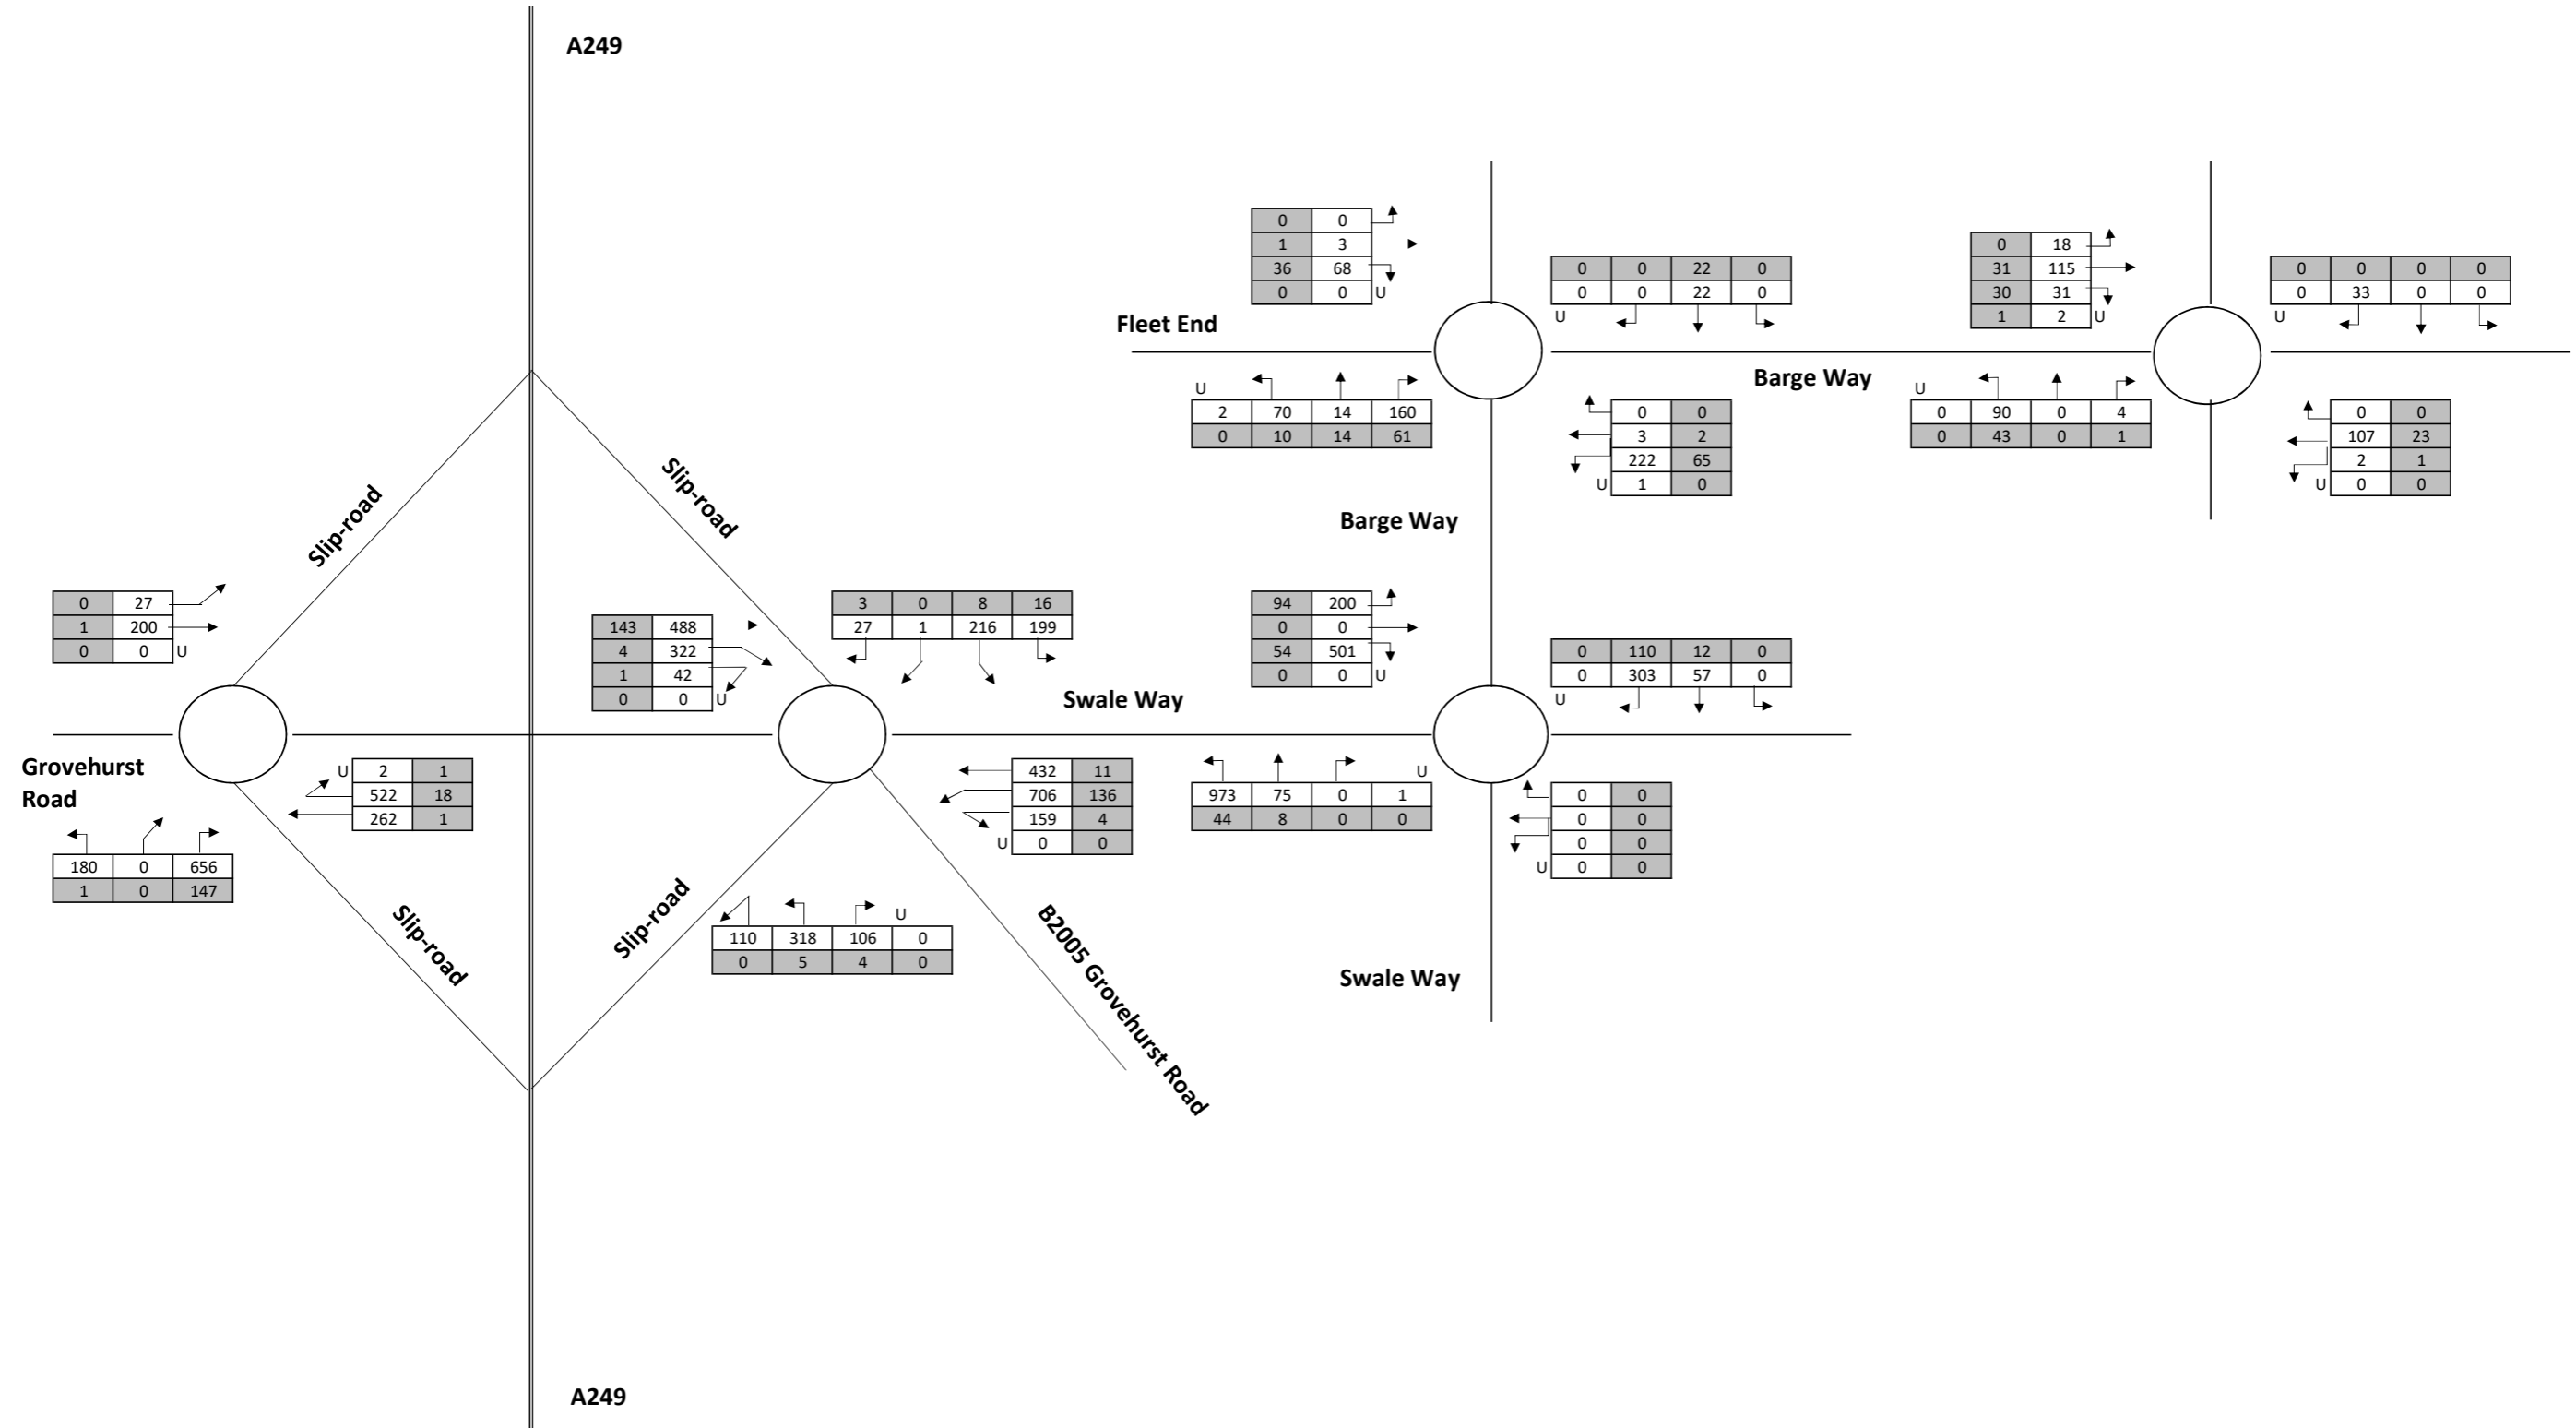 A249
0 0
1 3
36 68
0 0 U
0 0 22 0
0 0 22 0
U
0 18
31 115
30 31
1 2 U
0 0 0 0
0 33 0 0
U
Fleet End
U
2 70 14 160
0 10 14 61
0 0
3 2
222 65
U 1 0
Barge Way
U
0 90 0 4
0 43 0 1
0 0
107 23
2 1
U 0 0
Slip-road
Slip-road
Barge Way
0 27
1 200
0 0 U
143 488
4 322
1 42
0 0 U
3 0 8 16
27 1 216 199
Swale Way
94 200
0 0
54 501
0 0 U
0 110 12 0
0 303 57 0
U
Grovehurst
Road
U 2 1
522 18
262 1
180 0 656
1 0 147
432 11
706 136
159 4
U 0 0
U
973 75 0 1
44 8 0 0
0 0
0 0
0 0
U 0 0
Slip-road
Slip-road
U
110 318 106 0
0 5 4 0
B2005 Grovehurst Road
Swale Way
A249